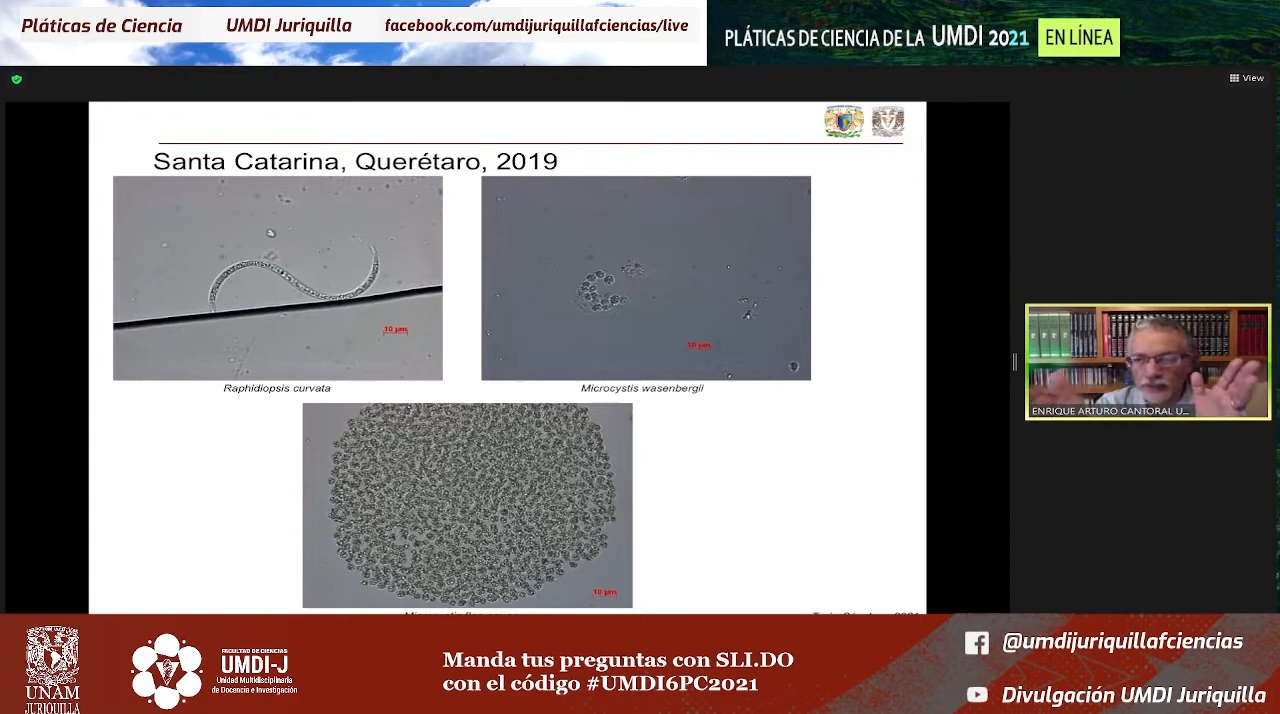 Pláticas de Ciencia UMDI Juriquilla facebook.com/umdijuriquillafciencias/live
PLÁTICAS DE CIENCIA DE LA UMDI 2021 EN LÍNEA
View
Santa Catarina, Querétaro, 2019
10 µm
10 µm
Raphidiopsis curvata
Microcystis wasenbergii
10 µm
ENRIQUE ARTURO CANTORAL U...
UNAM
JURIQUILLA
FACULTAD DE CIENCIAS
UMDI-J
Unidad Multidisciplinaria
de Docencia e Investigación
Manda tus preguntas con SLI.DO
con el código #UMDI6PC2021
@umdijuriquillafciencias
Divulgación UMDI Juriquilla